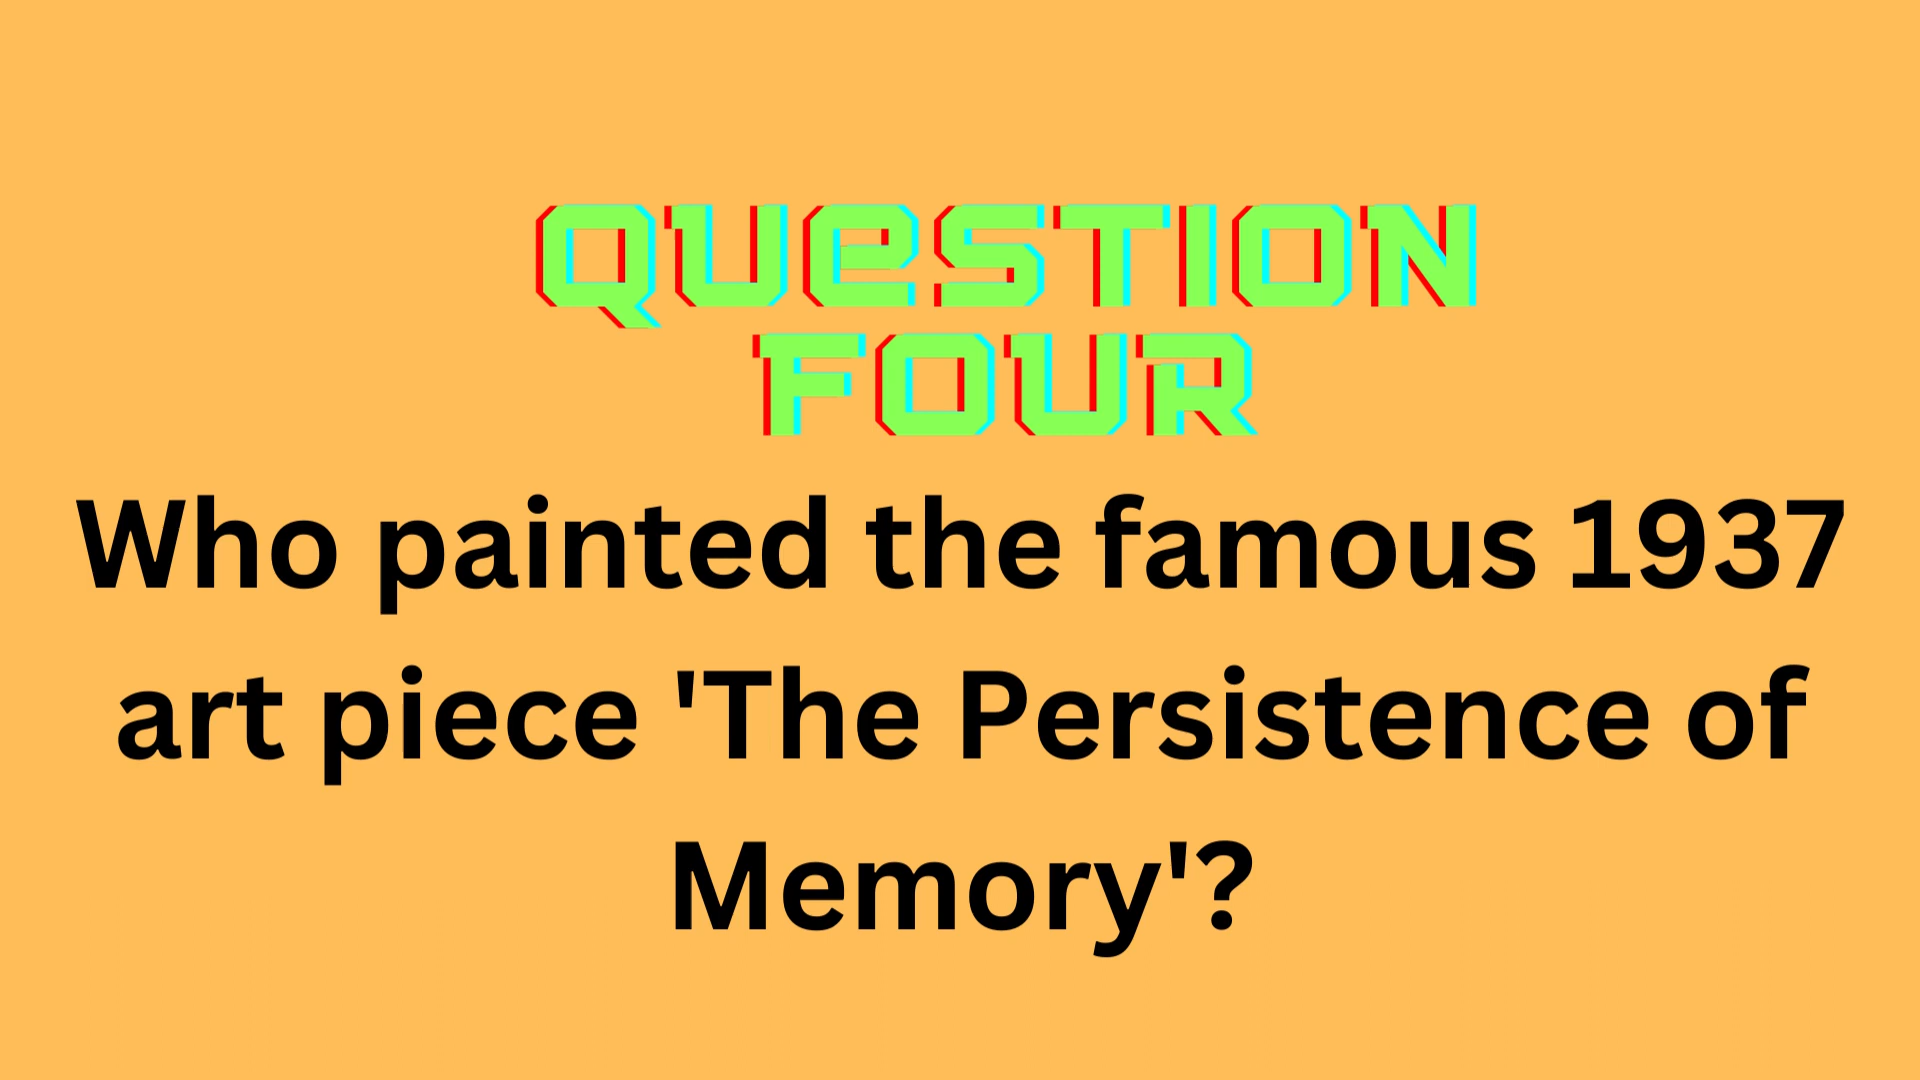 QUESTION
FOUR
Who painted the famous 1937
art piece 'The Persistence of
Memory'?